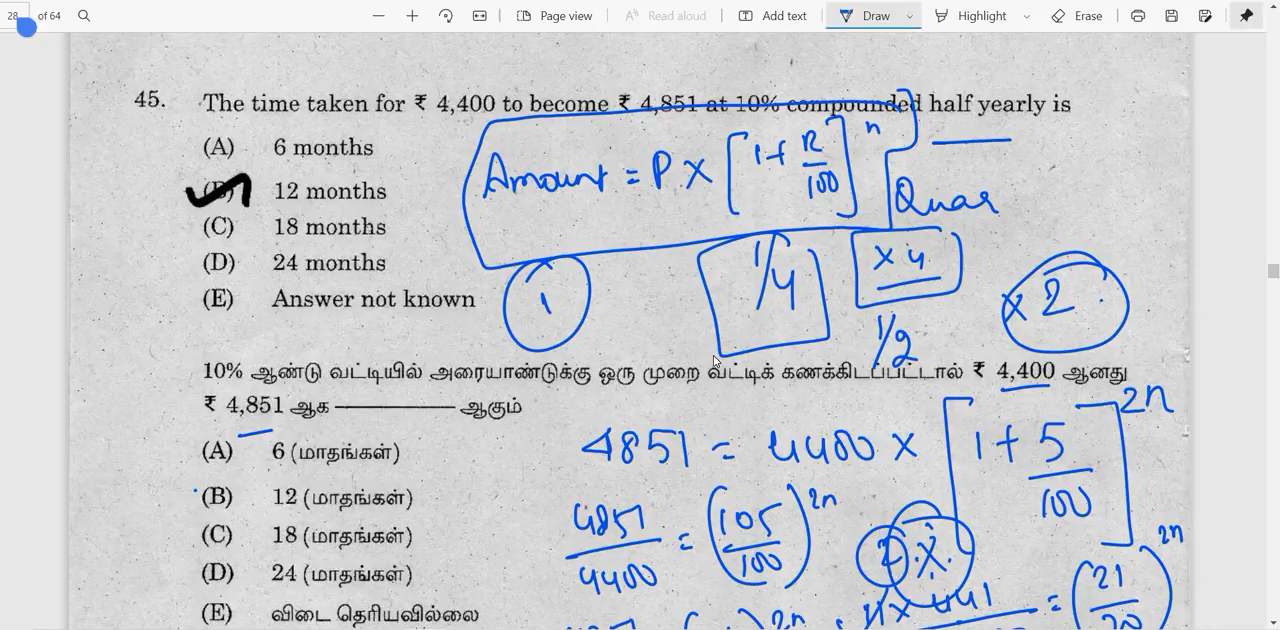 28 of 64 Page view Read aloud Add text Draw Highlight Erase
45. The time taken for ₹ 4,400 to become ₹ 4,851 at 10% compounded half yearly is
(A) 6 months
(B) 12 months
(C) 18 months
(D) 24 months
(E) Answer not known
Amount = P × [1 + R/100]^n
Quar
1
1/4
× 4
1/2
× 2
10% ஆண்டு வட்டியில் அரையாண்டுக்கு ஒரு முறை வட்டிக் கணக்கிடப்பட்டால் ₹ 4,400 ஆனது
₹ 4,851 ஆக ———— ஆகும்
(A) 6 (மாதங்கள்)
(B) 12 (மாதங்கள்)
(C) 18 (மாதங்கள்)
(D) 24 (மாதங்கள்)
(E) விடை தெரியவில்லை
4851 = 4400 × [1 + 5/100]^2n
4851/4400 = (105/100)^2n
441
= (21/20)^2n
2n